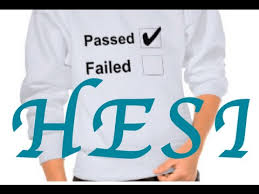 Passed ✔
Failed ☐
HESI